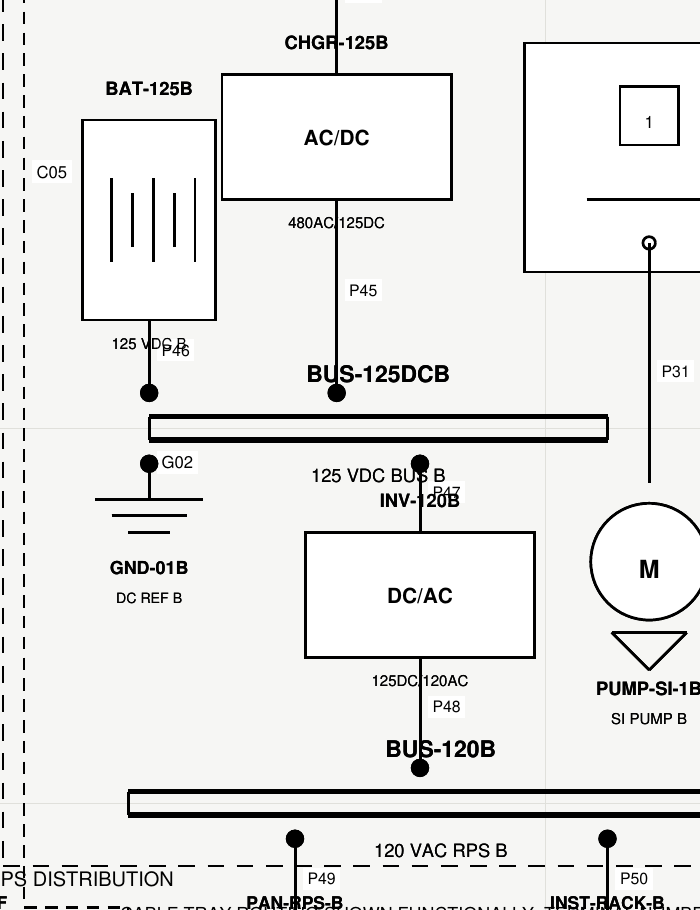 CHGR-125B
BAT-125B
1
AC/DC
C05
480AC/125DC
P45
125 VDC B
P46
P31
BUS-125DCB
G02
125 VDC BUS B
P47
INV-120B
GND-01B
M
DC REF B
DC/AC
125DC/120AC
PUMP-SI-1B
P48
SI PUMP B
BUS-120B
120 VAC RPS B
PS DISTRIBUTION
P49
P50
PAN-RPS-B
INST-RACK-B